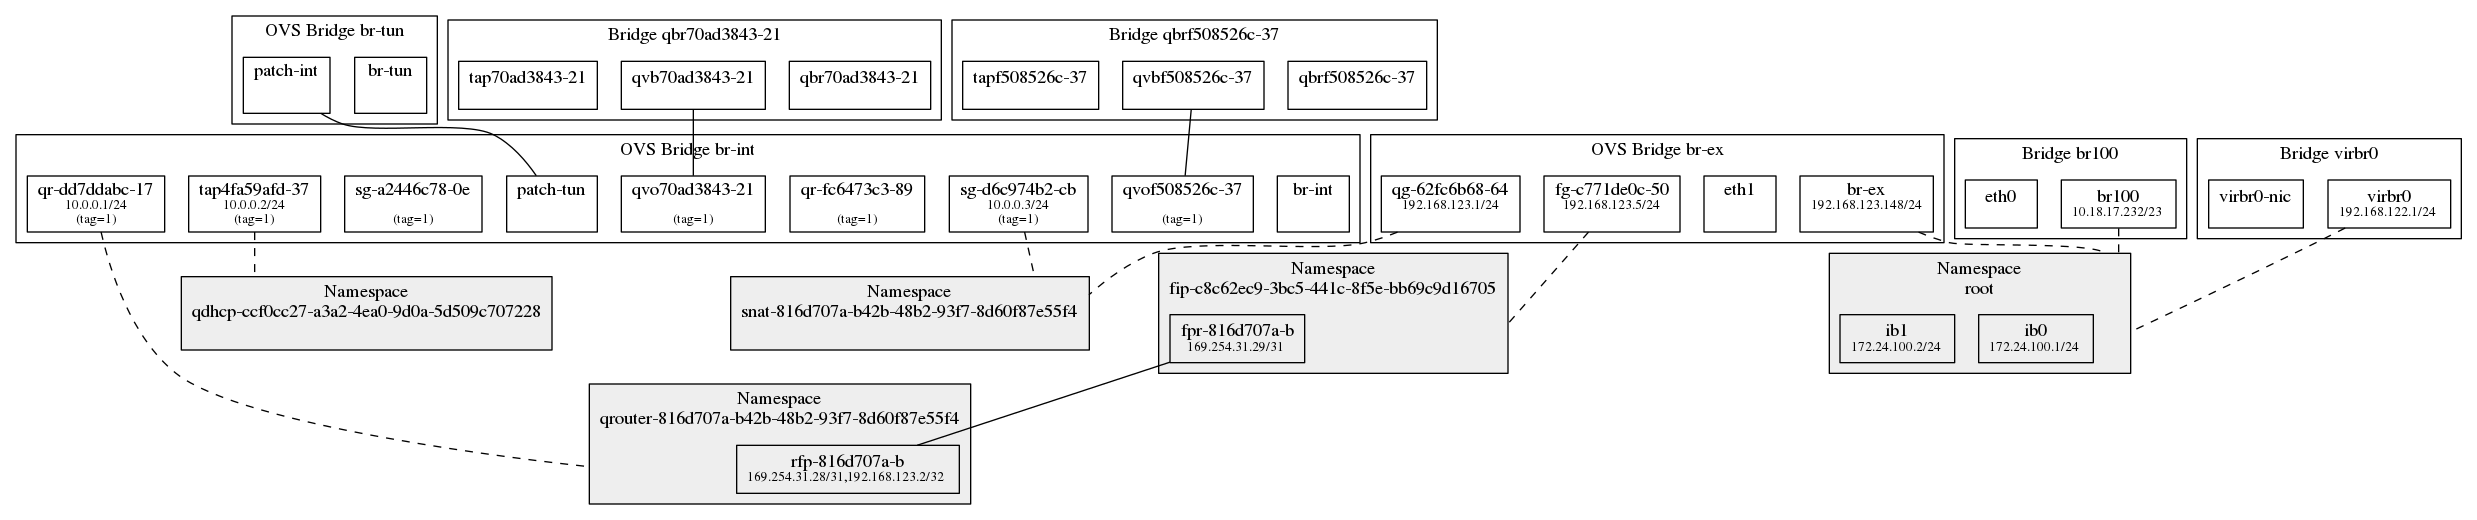 OVS Bridge br-tun
patch-int
br-tun
Bridge qbr70ad3843-21
tap70ad3843-21
qvb70ad3843-21
qbr70ad3843-21
Bridge qbrf508526c-37
tapf508526c-37
qvbf508526c-37
qbrf508526c-37
OVS Bridge br-int
qr-dd7ddabc-17
10.0.0.1/24
(tag=1)
tap4fa59afd-37
10.0.0.2/24
(tag=1)
sg-a2446c78-0e
(tag=1)
patch-tun
qvo70ad3843-21
(tag=1)
qr-fc6473c3-89
(tag=1)
sg-d6c974b2-cb
10.0.0.3/24
(tag=1)
qvof508526c-37
(tag=1)
br-int
OVS Bridge br-ex
qg-62fc6b68-64
192.168.123.1/24
fg-c771de0c-50
192.168.123.5/24
eth1
br-ex
192.168.123.148/24
Bridge br100
eth0
br100
10.18.17.232/23
Bridge virbr0
virbr0-nic
virbr0
192.168.122.1/24
Namespace
qdhcp-ccf0cc27-a3a2-4ea0-9d0a-5d509c707228
Namespace
snat-816d707a-b42b-48b2-93f7-8d60f87e55f4
Namespace
fip-c8c62ec9-3bc5-441c-8f5e-bb69c9d16705
fpr-816d707a-b
169.254.31.29/31
Namespace
root
ib1
172.24.100.2/24
ib0
172.24.100.1/24
Namespace
qrouter-816d707a-b42b-48b2-93f7-8d60f87e55f4
rfp-816d707a-b
169.254.31.28/31,192.168.123.2/32